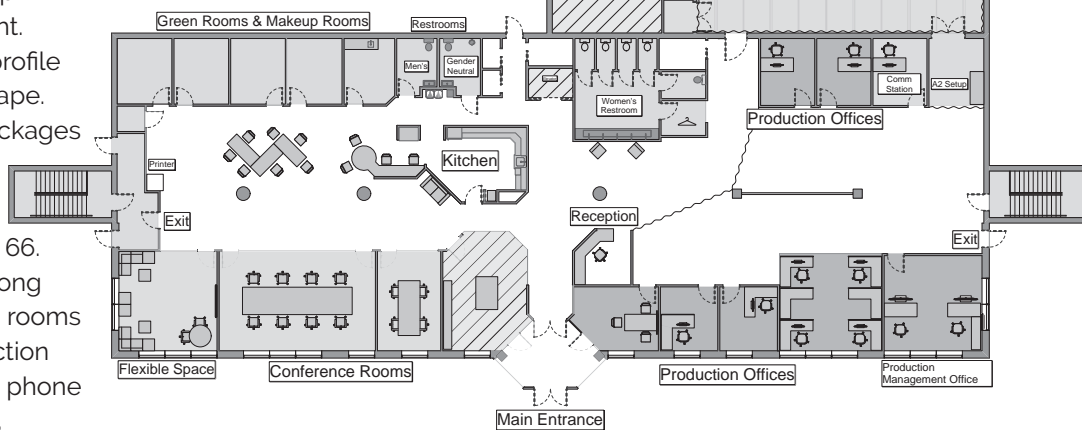 nt.
profile
ape.
ckages
66.
ong
rooms
ction
phone
Green Rooms & Makeup Rooms
Restrooms
Men's
Gender
Neutral
Women's
Restroom
Comm
Station
A2 Setup
Production Offices
Kitchen
Printer
Exit
Reception
Exit
Flexible Space
Conference Rooms
Main Entrance
Production Offices
Production
Management Office